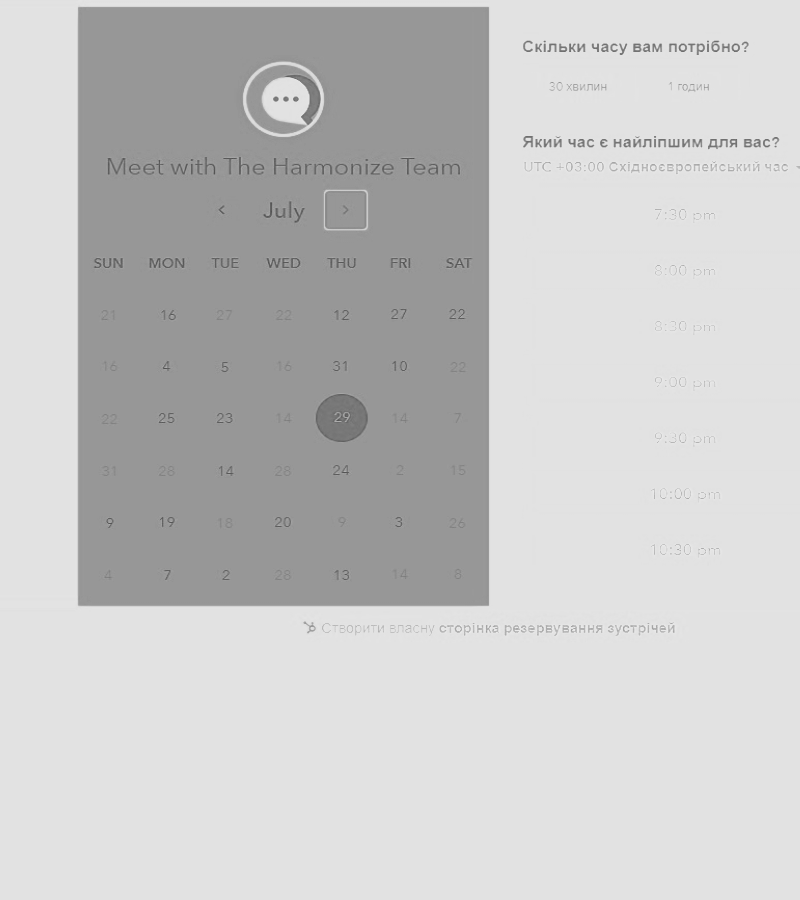 Meet with The Harmonize Team
July
SUN MON TUE WED THU FRI SAT
21 16 27 22 12 27 22
16 4 5 16 31 10 22
22 25 23 14 29 14 7
31 28 14 28 24 2 15
9 19 18 20 9 3 26
4 7 2 28 13 14 8
Скільки часу вам потрібно?
30 хвилин 1 годин
Який час є найліпшим для вас?
UTC +03:00 Східноєвропейський час
7:30 pm
8:00 pm
8:30 pm
9:00 pm
9:30 pm
10:00 pm
10:30 pm
Створити власну сторінка резервування зустрічей